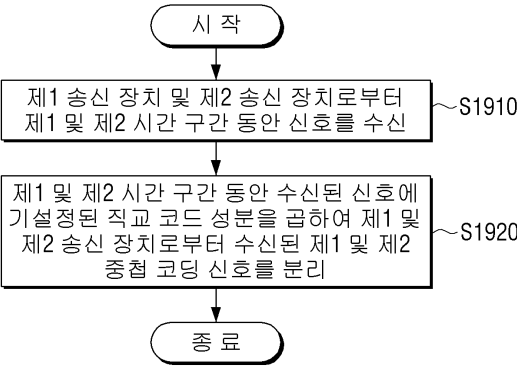 시 작
제1 송신 장치 및 제2 송신 장치로부터
제1 및 제2 시간 구간 동안 신호를 수신
S1910
제1 및 제2 시간 구간 동안 수신된 신호에
기설정된 직교 코드 성분을 곱하여 제1 및
제2 송신 장치로부터 수신된 제1 및 제2
중첩 코딩 신호를 분리
S1920
종 료